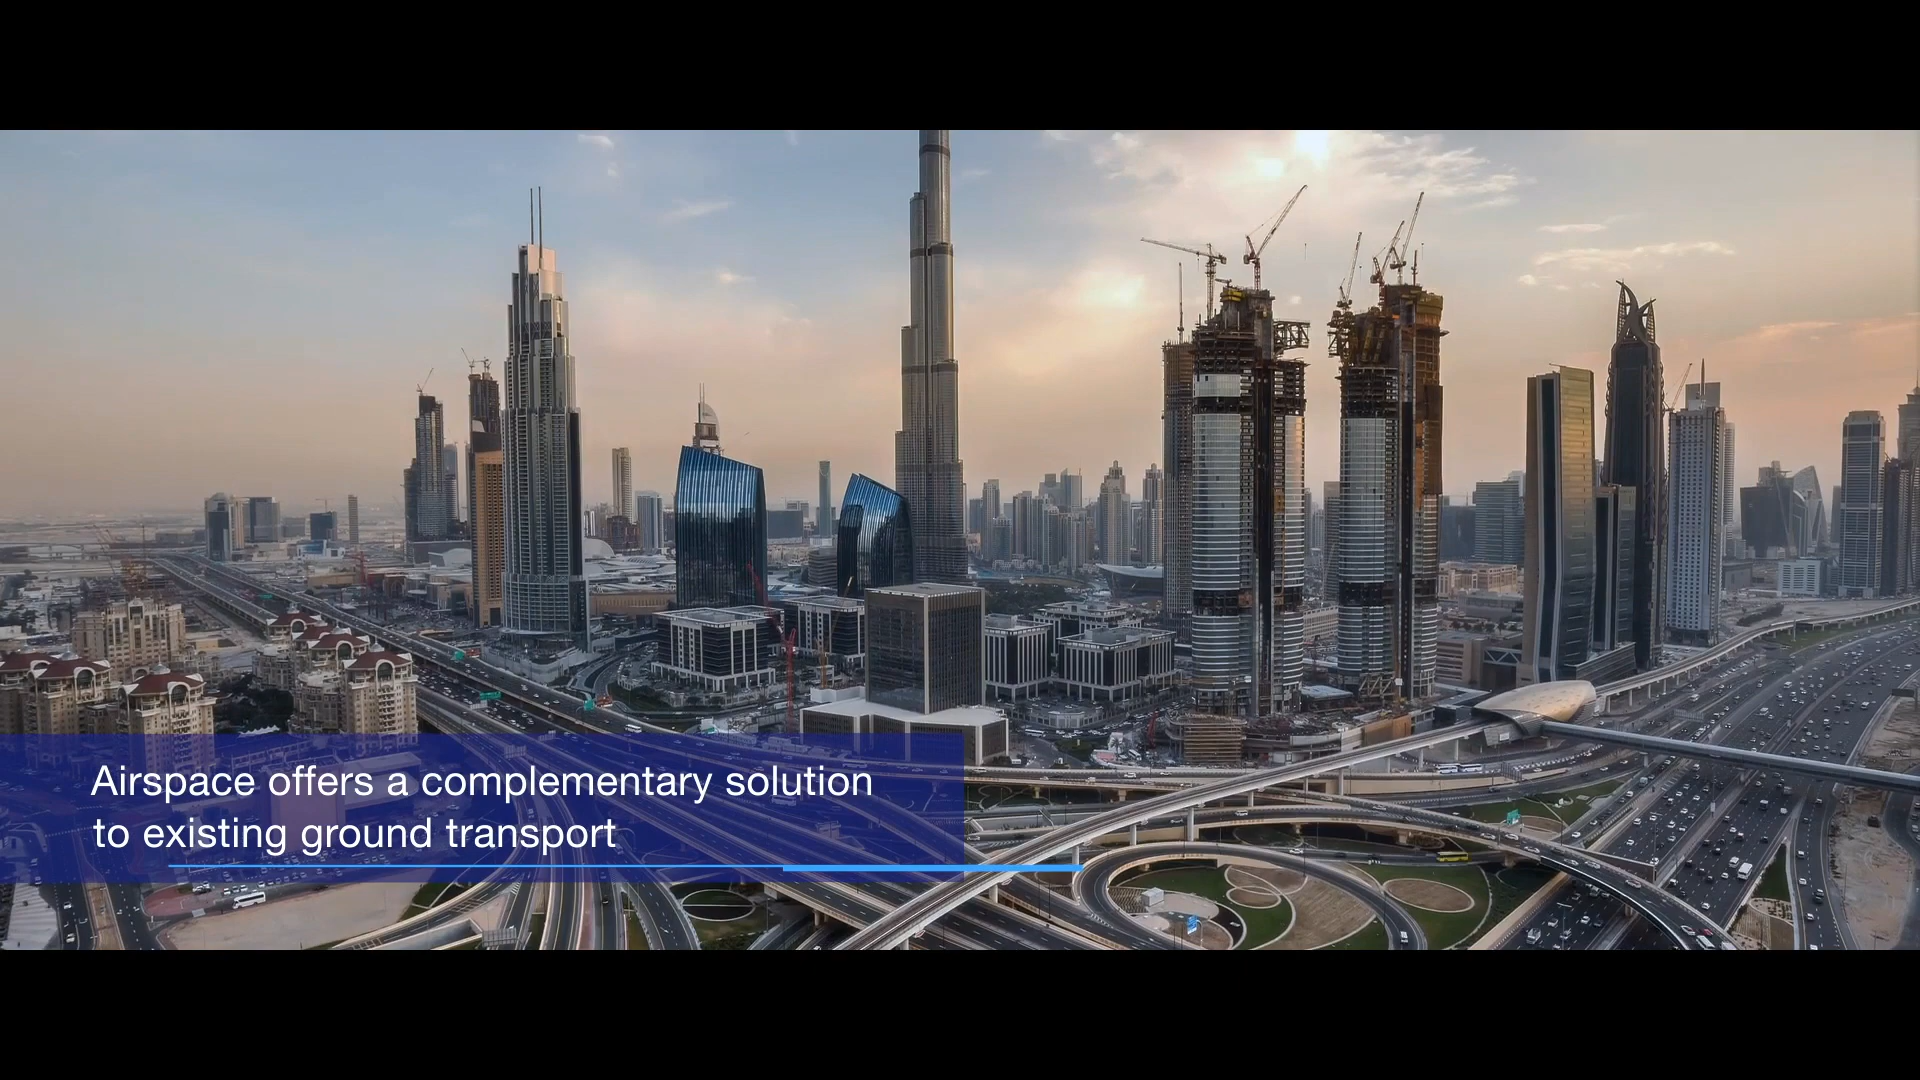 Airspace offers a complementary solution
to existing ground transport